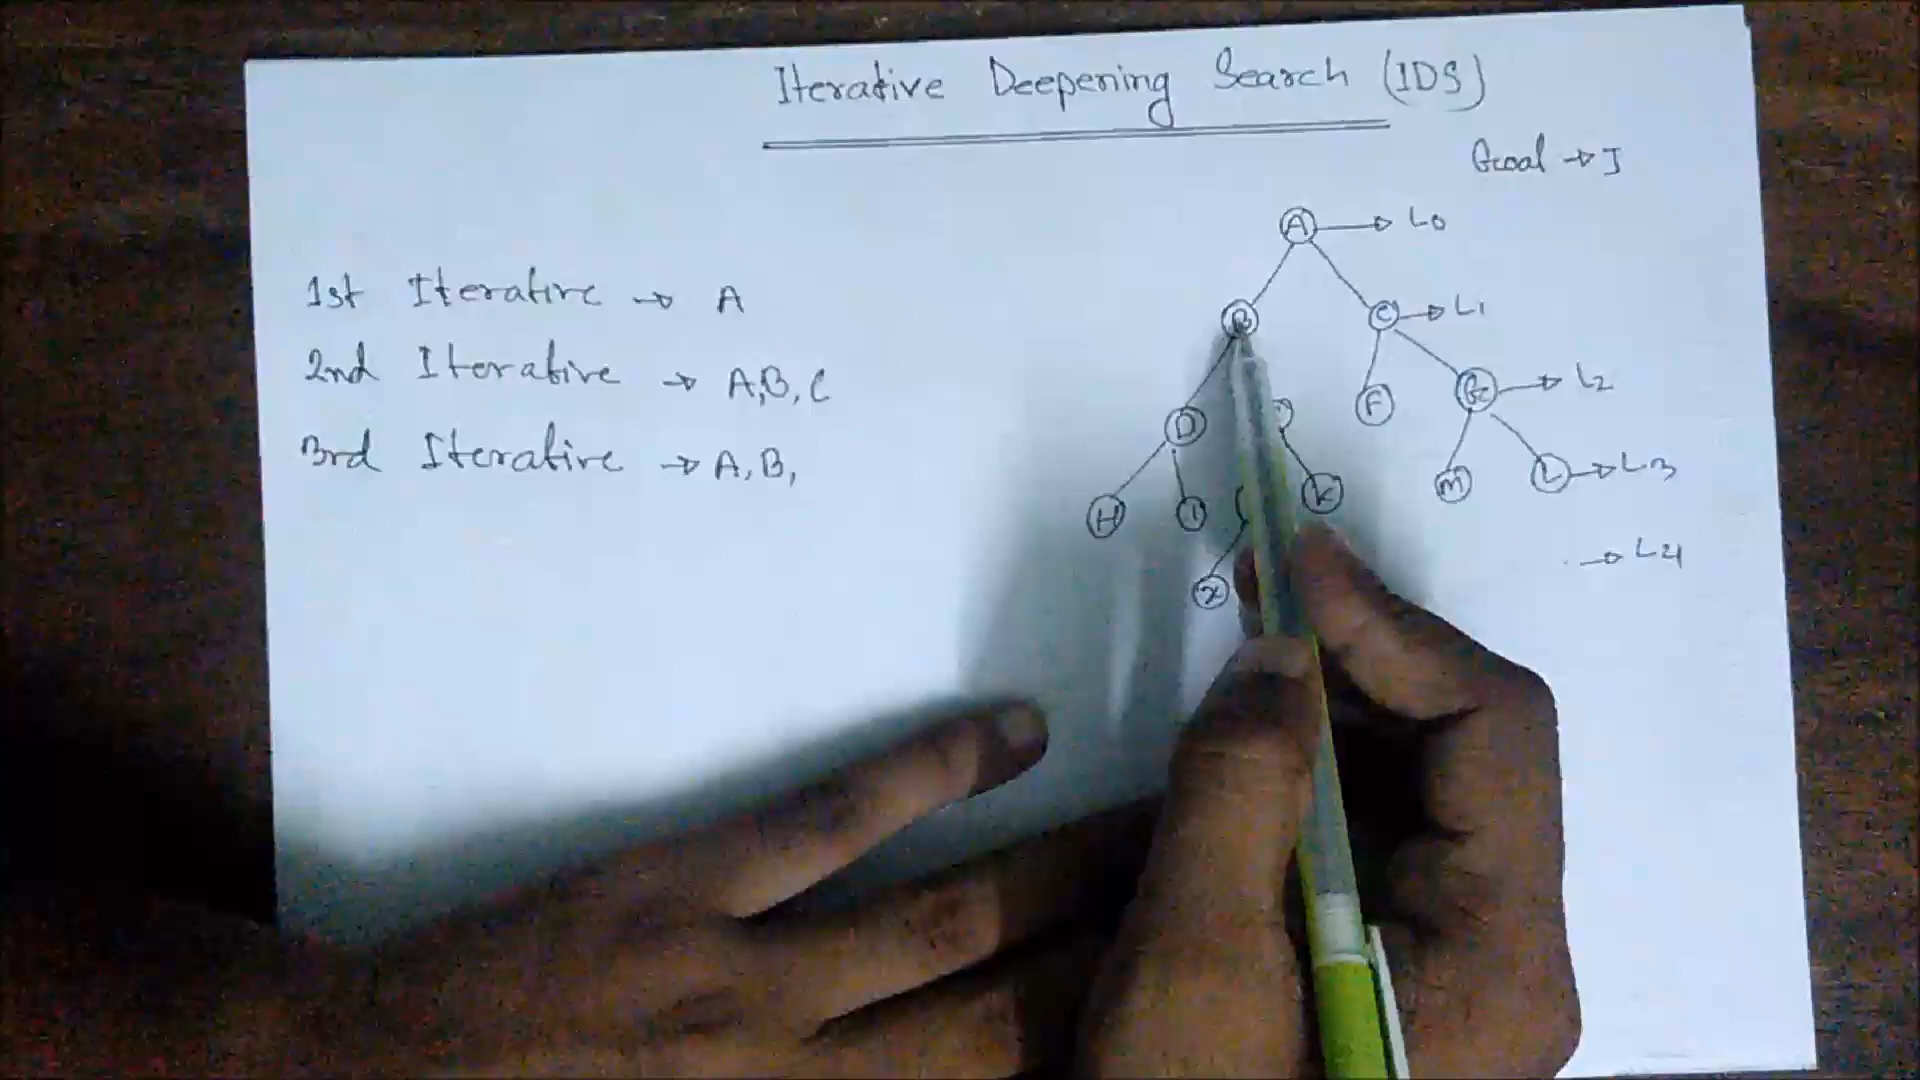 Iterative Deepening Search (IDS)
Goal → J
A → L0
1st Iterative → A
B C → L1
2nd Iterative → A,B,C
D F G → L2
3rd Iterative → A,B,
H I K M L → L3
→ L4
x